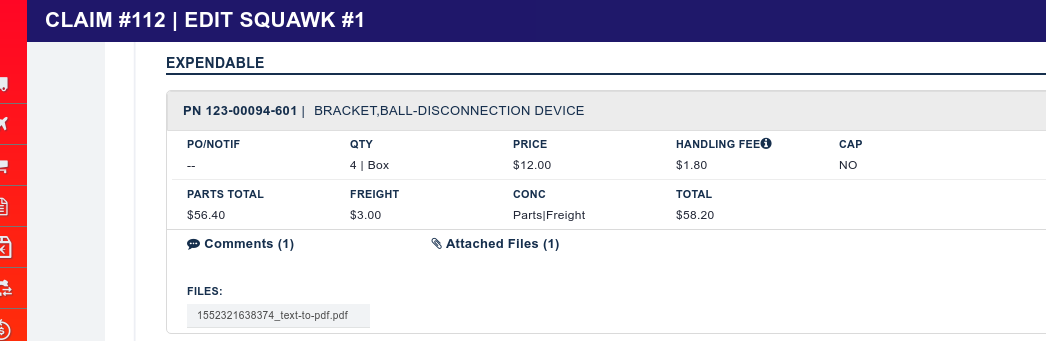 CLAIM #112 | EDIT SQUAWK #1
EXPENDABLE
PN 123-00094-601 | BRACKET,BALL-DISCONNECTION DEVICE
PO/NOTIF QTY PRICE HANDLING FEE CAP
-- 4 | Box $12.00 $1.80 NO
PARTS TOTAL FREIGHT CONC TOTAL
$56.40 $3.00 Parts|Freight $58.20
Comments (1) Attached Files (1)
FILES:
1552321638374_text-to-pdf.pdf